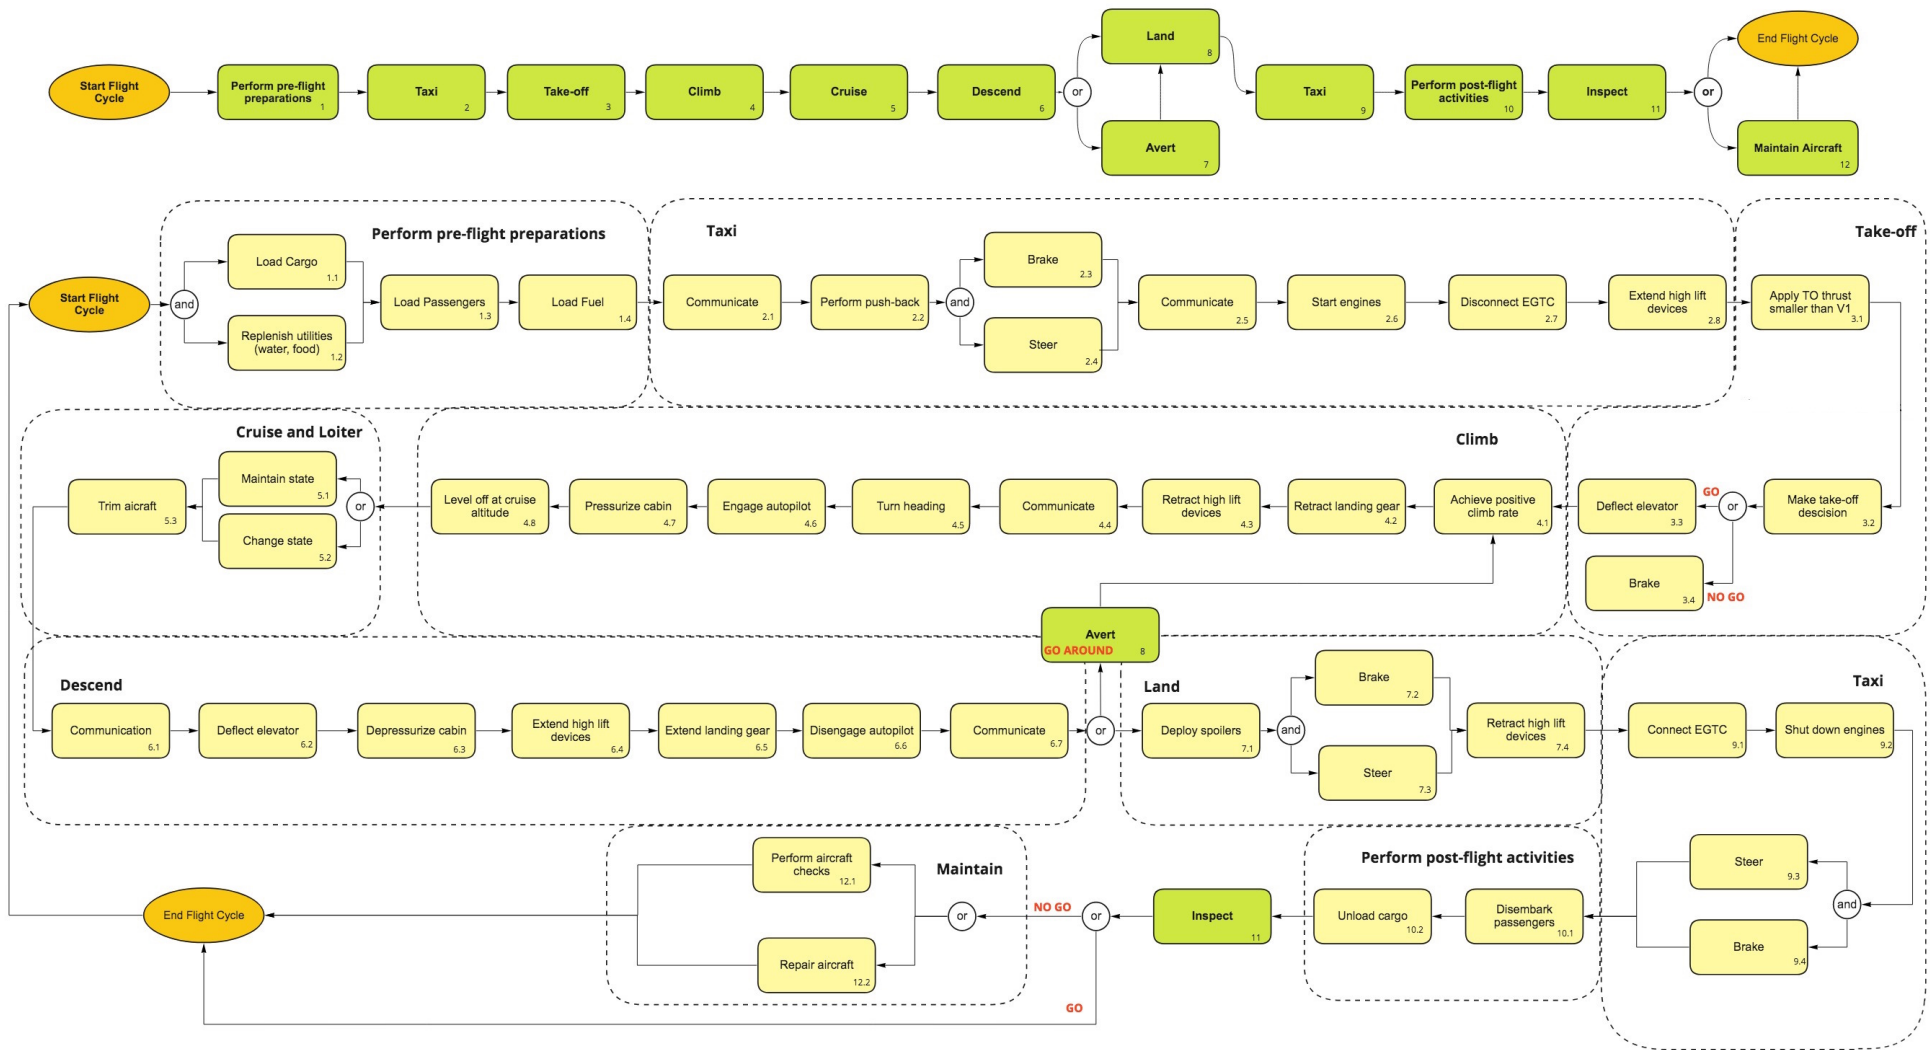 Start Flight
Cycle
Perform pre-flight
preparations
1
Taxi
2
Take-off
3
Climb
4
Cruise
5
Descend
6
or
Land
8
Avert
7
Taxi
9
Perform post-flight
activities
10
Inspect
11
or
End Flight Cycle
Maintain Aircraft
12
Perform pre-flight preparations
Start Flight
Cycle
and
Load Cargo
1.1
Replenish utilities
(water, food)
1.2
Load Passengers
1.3
Load Fuel
1.4
Taxi
Communicate
2.1
Perform push-back
2.2
and
Brake
2.3
Steer
2.4
Communicate
2.5
Start engines
2.6
Disconnect EGTC
2.7
Extend high lift
devices
2.8
Take-off
Apply TO thrust
smaller than V1
3.1
Make take-off
descision
3.2
or
GO
Deflect elevator
3.3
NO GO
Brake
3.4
Climb
Achieve positive
climb rate
4.1
Retract landing gear
4.2
Retract high lift
devices
4.3
Communicate
4.4
Turn heading
4.5
Engage autopilot
4.6
Pressurize cabin
4.7
Level off at cruise
altitude
4.8
Cruise and Loiter
or
Maintain state
5.1
Change state
5.2
Trim aicraft
5.3
Descend
Communication
6.1
Deflect elevator
6.2
Depressurize cabin
6.3
Extend high lift
devices
6.4
Extend landing gear
6.5
Disengage autopilot
6.6
Communicate
6.7
or
Avert
GO AROUND
8
Land
Deploy spoilers
7.1
and
Brake
7.2
Steer
7.3
Retract high lift
devices
7.4
Taxi
Connect EGTC
9.1
Shut down engines
9.2
and
Steer
9.3
Brake
9.4
Perform post-flight activities
Disembark
passengers
10.1
Unload cargo
10.2
Inspect
11
or
NO GO
GO
Maintain
or
Perform aircraft
checks
12.1
Repair aircraft
12.2
End Flight Cycle